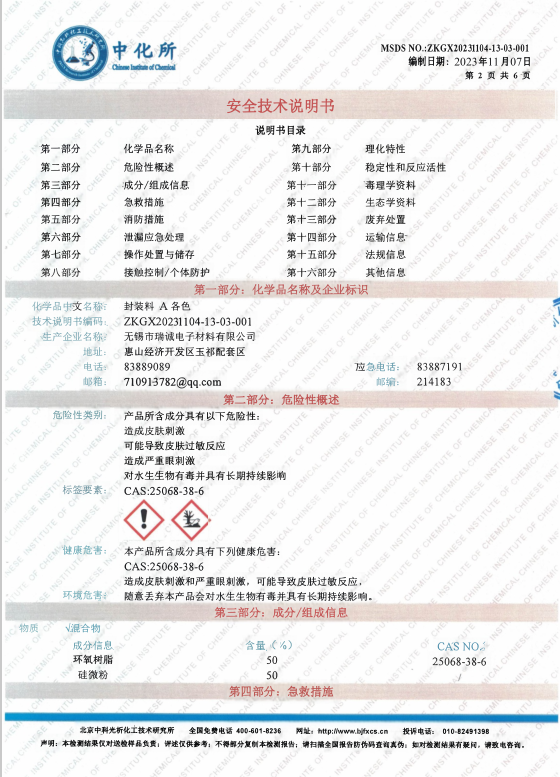 中化所
Chinese Institute of Chemical
MSDS NO.:ZKGX20231104-13-03-001
编制日期：2023年11月07日
第 2 页 共 6 页
安全技术说明书
说明书目录
第一部分 化学品名称 第九部分 理化特性
第二部分 危险性概述 第十部分 稳定性和反应活性
第三部分 成分/组成信息 第十一部分 毒理学资料
第四部分 急救措施 第十二部分 生态学资料
第五部分 消防措施 第十三部分 废弃处置
第六部分 泄漏应急处理 第十四部分 运输信息
第七部分 操作处置与储存 第十五部分 法规信息
第八部分 接触控制/个体防护 第十六部分 其他信息
第一部分：化学品名称及企业标识
化学品中文名称： 封装料 A 各色
技术说明书编码： ZKGX20231104-13-03-001
生产企业名称： 无锡市瑞诚电子材料有限公司
地址： 惠山经济开发区玉祁配套区
电话： 83889089 应急电话： 83887191
邮箱： 710913782@qq.com 邮编： 214183
第二部分：危险性概述
危险性类别： 产品所含成分具有以下危险性：
造成皮肤刺激
可能导致皮肤过敏反应
造成严重眼刺激
对水生生物有毒并具有长期持续影响
标签要素： CAS:25068-38-6
健康危害： 本产品所含成分具有下列健康危害：
CAS:25068-38-6
造成皮肤刺激和严重眼刺激，可能导致皮肤过敏反应，
环境危害： 随意丢弃本产品会对水生生物有毒并具有长期持续影响。
第三部分：成分/组成信息
物质 √混合物
成分信息 含量（%） CAS NO.:
环氧树脂 50 25068-38-6
硅微粉 50 /
第四部分：急救措施
北京中科光析化工技术研究所 全国免费电话 400-601-8236 网址：http://www.bjfxcs.cn 投诉电话： 010-82491398
声明：本检测结果仅对送检样品负责；评述仅供参考；不得部分复制本检测报告；请扫描全国报告防伪码查询真伪；如对检测结果有疑问，请致电咨询。